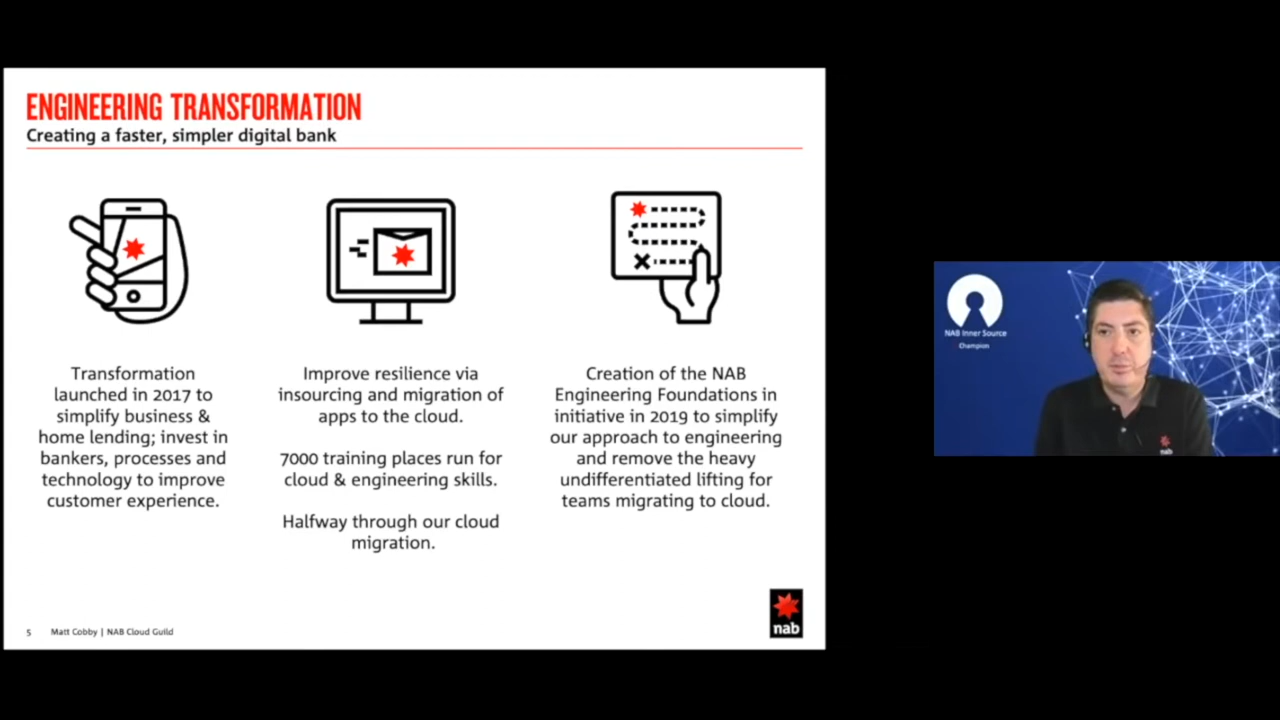 ENGINEERING TRANSFORMATION
Creating a faster, simpler digital bank
Transformation
launched in 2017 to
simplify business &
home lending; invest in
bankers, processes and
technology to improve
customer experience.
Improve resilience via
insourcing and migration of
apps to the cloud.
7000 training places run for
cloud & engineering skills.
Halfway through our cloud
migration.
Creation of the NAB
Engineering Foundations in
initiative in 2019 to simplify
our approach to engineering
and remove the heavy
undifferentiated lifting for
teams migrating to cloud.
5 Matt Cobby | NAB Cloud Guild
nab
NAB Inner Source
Champion
nab